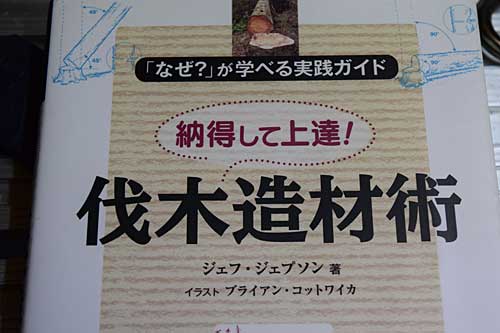 「なぜ?」が学べる実践ガイド
納得して上達!
伐木造材術
ジェフ・ジェプソン 著
イラスト ブライアン・コットワイカ